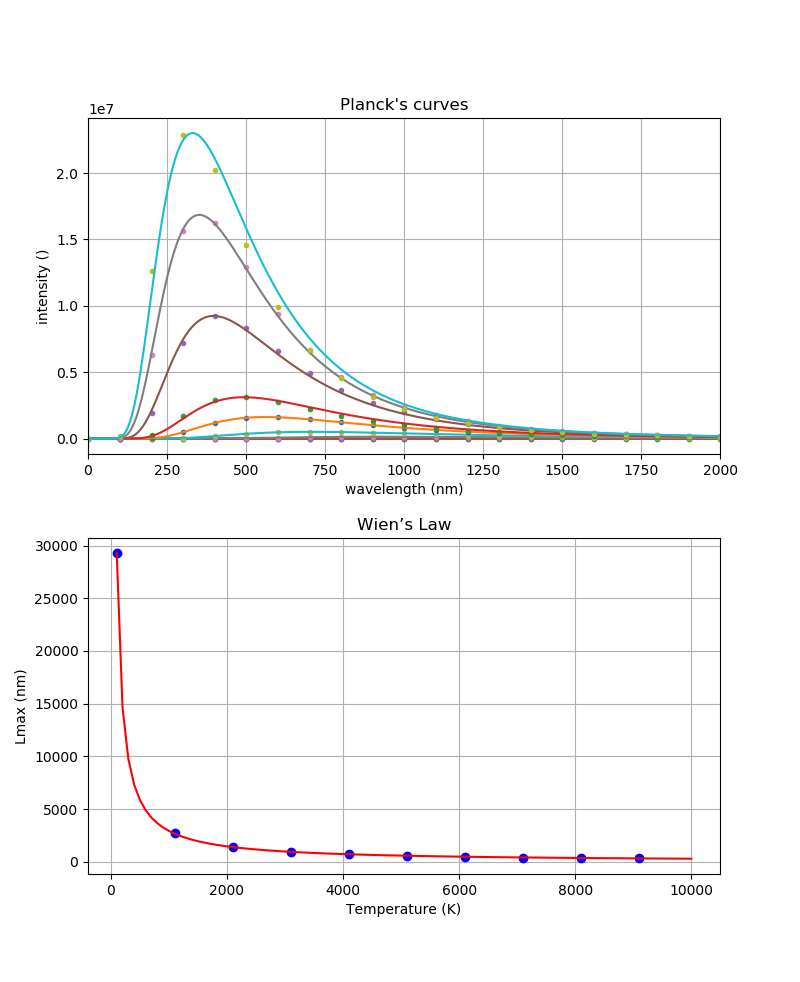 Planck's curves
1e7
2.0
1.5
1.0
0.5
0.0
intensity ()
0 250 500 750 1000 1250 1500 1750 2000
wavelength (nm)
Wien’s Law
30000
25000
20000
15000
10000
5000
0
Lmax (nm)
0 2000 4000 6000 8000 10000
Temperature (K)